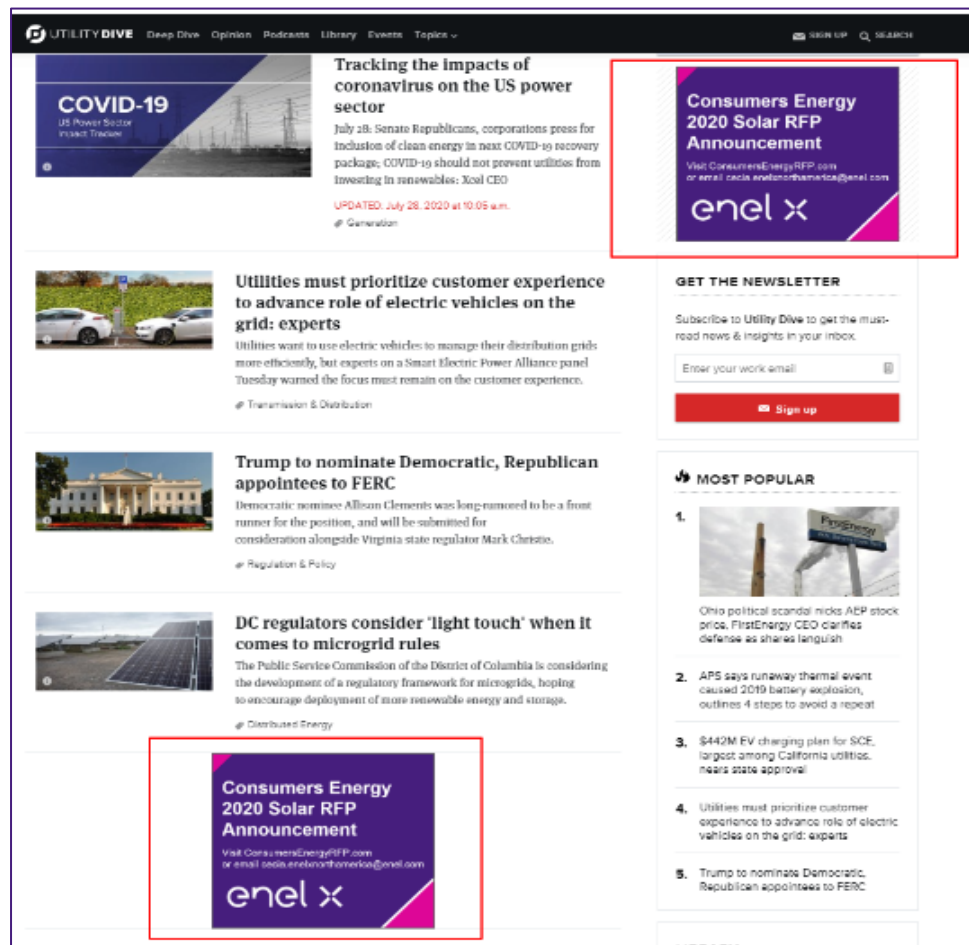 UTILITY DIVE Deep Dive Opinion Podcasts Library Events Topics SIGN UP SEARCH
COVID-19
US Power Sector
Impact Tracker
Tracking the impacts of
coronavirus on the US power
sector
July 28: Senate Republicans, corporations press for
inclusion of clean energy in next COVID-19 recovery
package; COVID-19 should not prevent utilities from
investing in renewables: Xcel CEO
UPDATED: July 28, 2020 at 10:05 a.m.
Generation
Utilities must prioritize customer experience
to advance role of electric vehicles on the
grid: experts
Utilities want to use electric vehicles to manage their distribution grids
more efficiently, but experts on a Smart Electric Power Alliance panel
Tuesday warned the focus must remain on the customer experience.
Transmission & Distribution
Trump to nominate Democratic, Republican
appointees to FERC
Democratic nominee Allison Clements was long-rumored to be a front
runner for the position, and will be submitted for
consideration alongside Virginia state regulator Mark Christie.
Regulation & Policy
DC regulators consider 'light touch' when it
comes to microgrid rules
The Public Service Commission of the District of Columbia is considering
the development of a regulatory framework for microgrids, hoping
to encourage deployment of more renewable energy and storage.
Distributed Energy
Consumers Energy
2020 Solar RFP
Announcement
Visit ConsumersEnergyRFP.com
or email cecia.enelxnorthamerica@enel.com
enel x
Consumers Energy
2020 Solar RFP
Announcement
Visit ConsumersEnergyRFP.com
or email cecia.enelxnorthamerica@enel.com
enel x
GET THE NEWSLETTER
Subscribe to Utility Dive to get the must-
read news & insights in your inbox.
Enter your work email
Sign up
MOST POPULAR
1.
FirstEnergy
Ohio political scandal nicks AEP stock
price, FirstEnergy CEO clarifies
defense as shares languish
2. APS says runaway thermal event
caused 2019 battery explosion,
outlines 4 steps to avoid a repeat
3. $442M EV charging plan for SCE,
largest among California utilities,
nears state approval
4. Utilities must prioritize customer
experience to advance role of electric
vehicles on the grid: experts
5. Trump to nominate Democratic,
Republican appointees to FERC